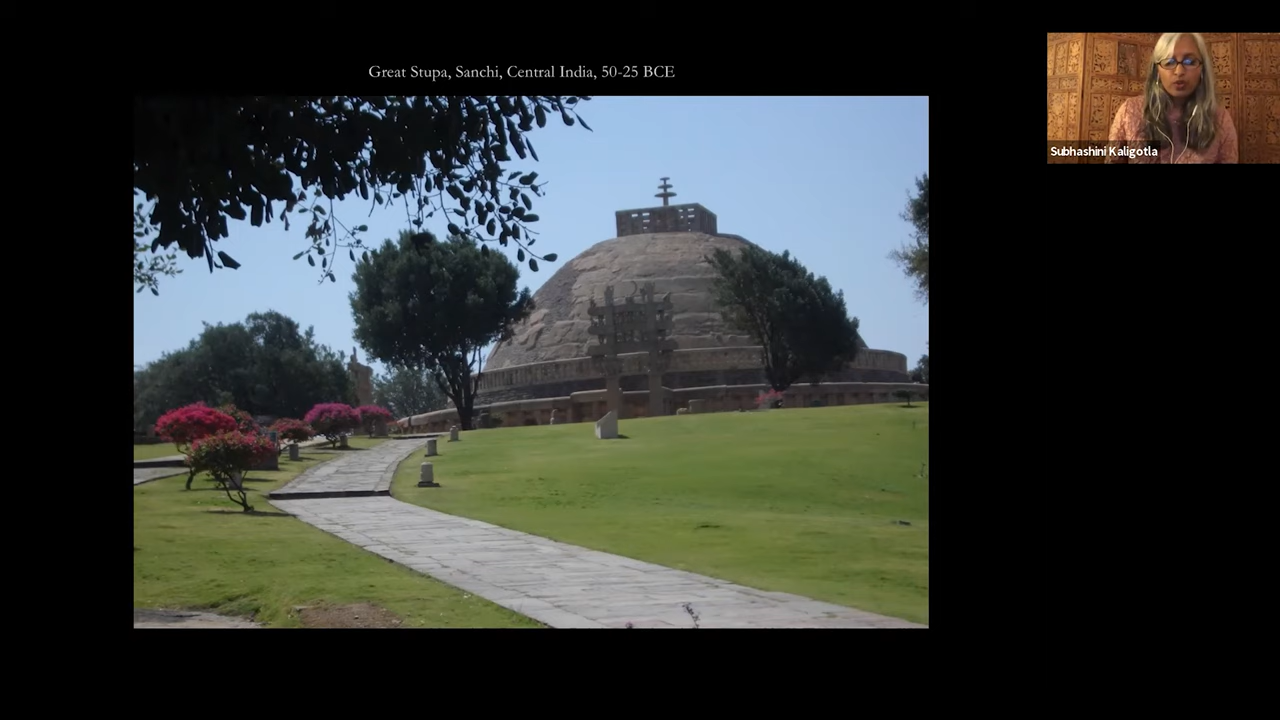 Great Stupa, Sanchi, Central India, 50-25 BCE
Subhashini Kaligotla